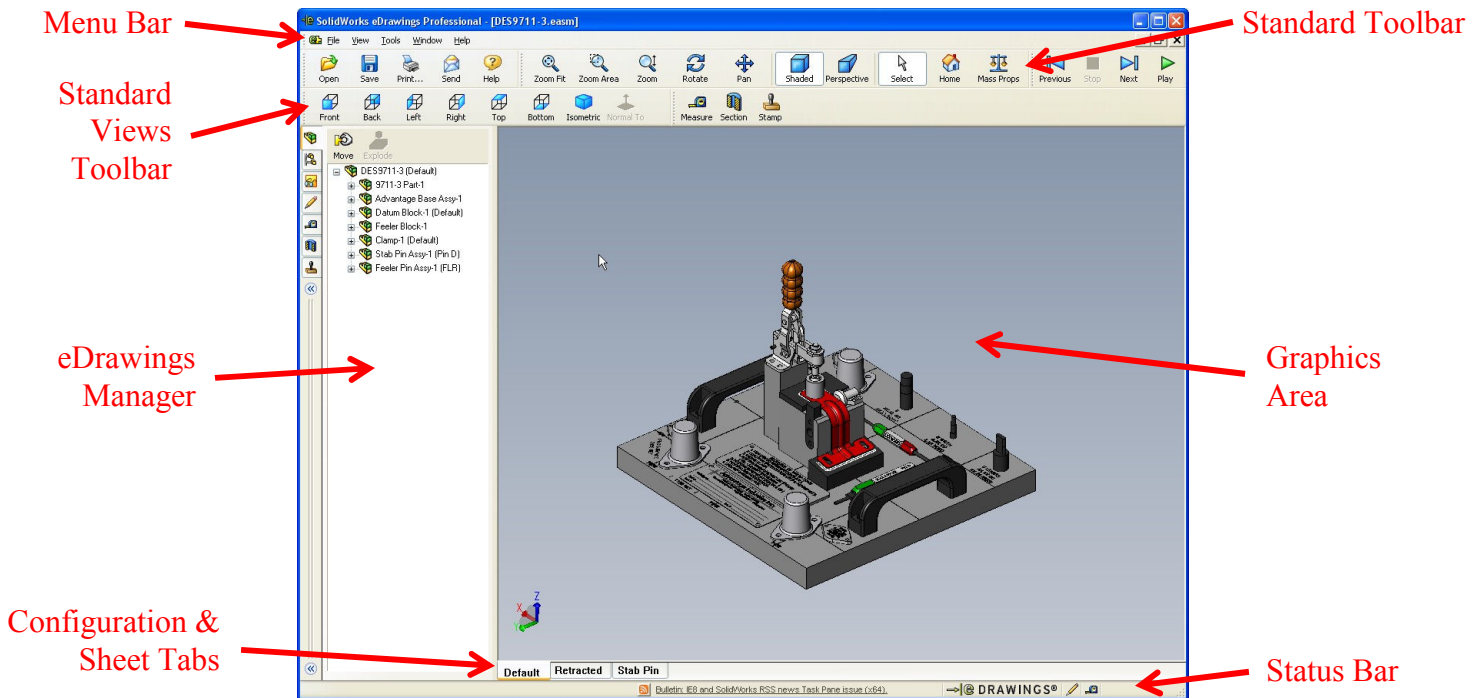 Menu Bar
SolidWorks eDrawings Professional - [DES9711-3.easm]
Standard Toolbar
File View Tools Window Help
Open Save Print... Send Help Zoom Fit Zoom Area Zoom Rotate Pan Shaded Perspective Select Home Mass Props Previous Stop Next Play
Standard
Views
Toolbar
Front Back Left Right Top Bottom Isometric Normal To Measure Section Stamp
Move Explode
DES9711-3 (Default)
9711-3 Part-1
Advantage Base Assy-1
Datum Block-1 (Default)
Feeler Block-1
Clamp-1 (Default)
Stab Pin Assy-1 (Pin D)
Feeler Pin Assy-1 (FLR)
eDrawings
Manager
Graphics
Area
Z
X
Y
Configuration &
Sheet Tabs
Default Retracted Stab Pin
Status Bar
Bulletin: IE8 and SolidWorks RSS news Task Pane issue (x64).
DRAWINGS®